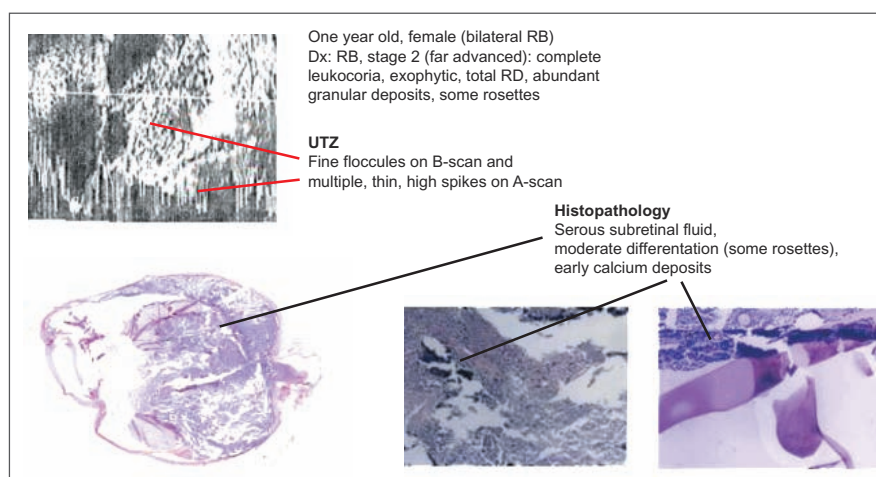 One year old, female (bilateral RB)
Dx: RB, stage 2 (far advanced): complete
leukocoria, exophytic, total RD, abundant
granular deposits, some rosettes
UTZ
Fine floccules on B-scan and
multiple, thin, high spikes on A-scan
Histopathology
Serous subretinal fluid,
moderate differentation (some rosettes),
early calcium deposits